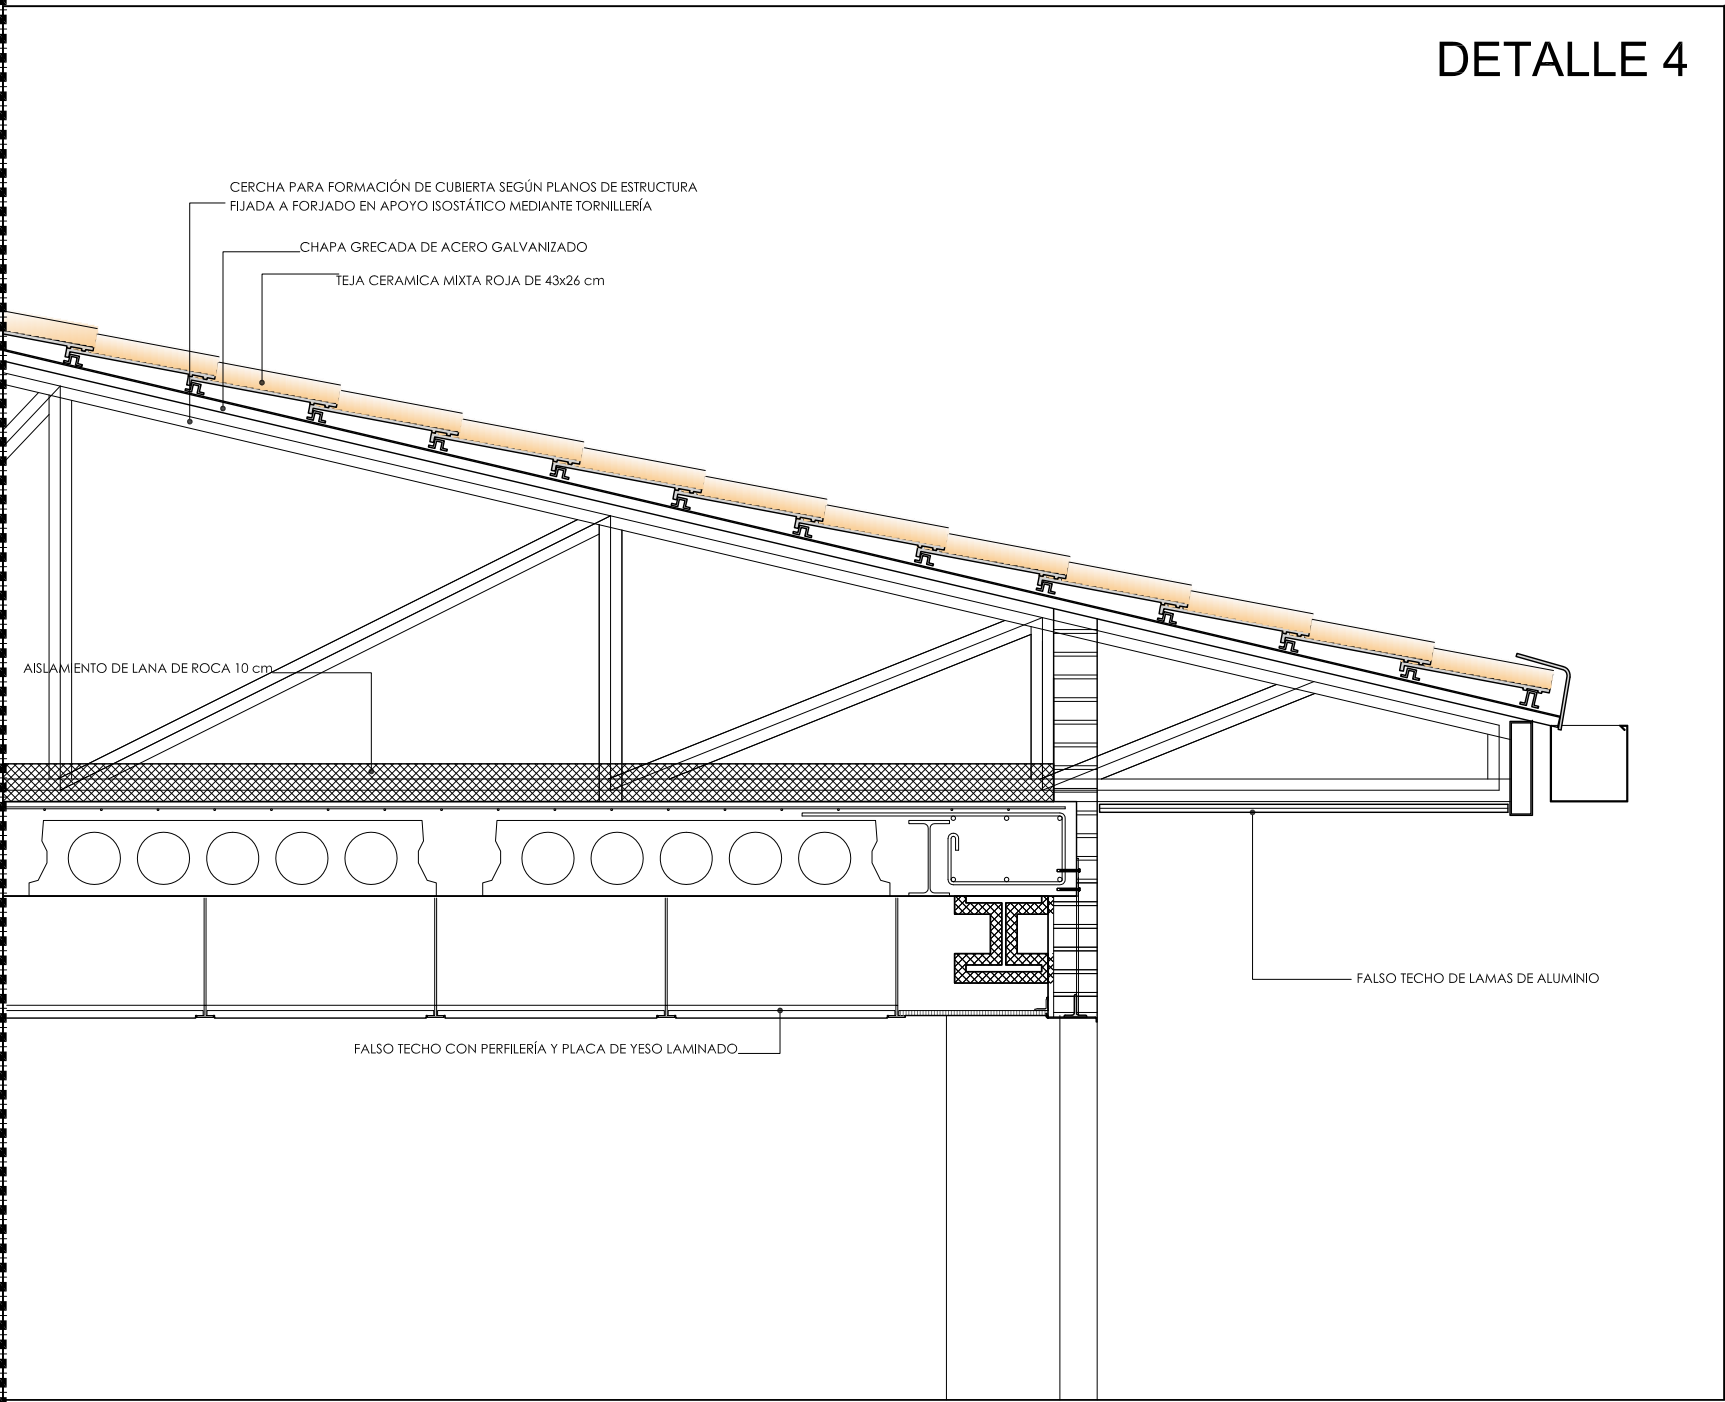 DETALLE 4
CERCHA PARA FORMACIÓN DE CUBIERTA SEGÚN PLANOS DE ESTRUCTURA
FIJADA A FORJADO EN APOYO ISOSTÁTICO MEDIANTE TORNILLERÍA
CHAPA GRECADA DE ACERO GALVANIZADO
TEJA CERAMICA MIXTA ROJA DE 43x26 cm
AISLAMIENTO DE LANA DE ROCA 10 cm
FALSO TECHO DE LAMAS DE ALUMINIO
FALSO TECHO CON PERFILERÍA Y PLACA DE YESO LAMINADO